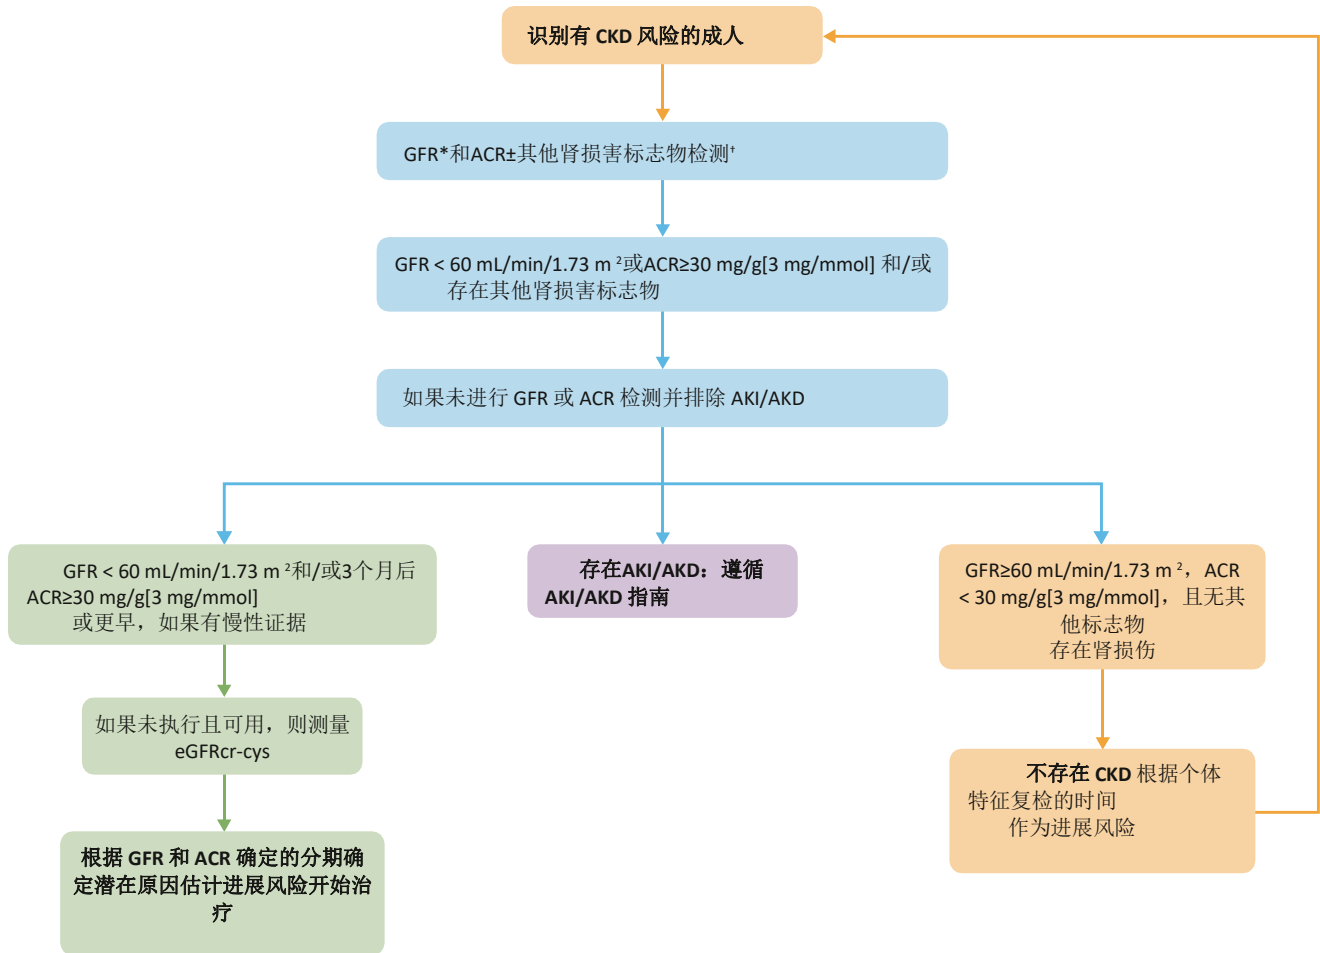 识别有 CKD 风险的成人
GFR*和ACR±其他肾损害标志物检测†
GFR < 60 mL/min/1.73 m ²或ACR≥30 mg/g[3 mg/mmol] 和/或
存在其他肾损害标志物
如果未进行 GFR 或 ACR 检测并排除 AKI/AKD
GFR < 60 mL/min/1.73 m ²和/或3个月后
ACR≥30 mg/g[3 mg/mmol]
或更早，如果有慢性证据
存在AKI/AKD：遵循
AKI/AKD 指南
GFR≥60 mL/min/1.73 m ²，ACR
< 30 mg/g[3 mg/mmol]，且无其
他标志物
存在肾损伤
如果未执行且可用，则测量
eGFRcr-cys
不存在 CKD 根据个体
特征复检的时间
作为进展风险
根据 GFR 和 ACR 确定的分期确
定潜在原因估计进展风险开始治
疗